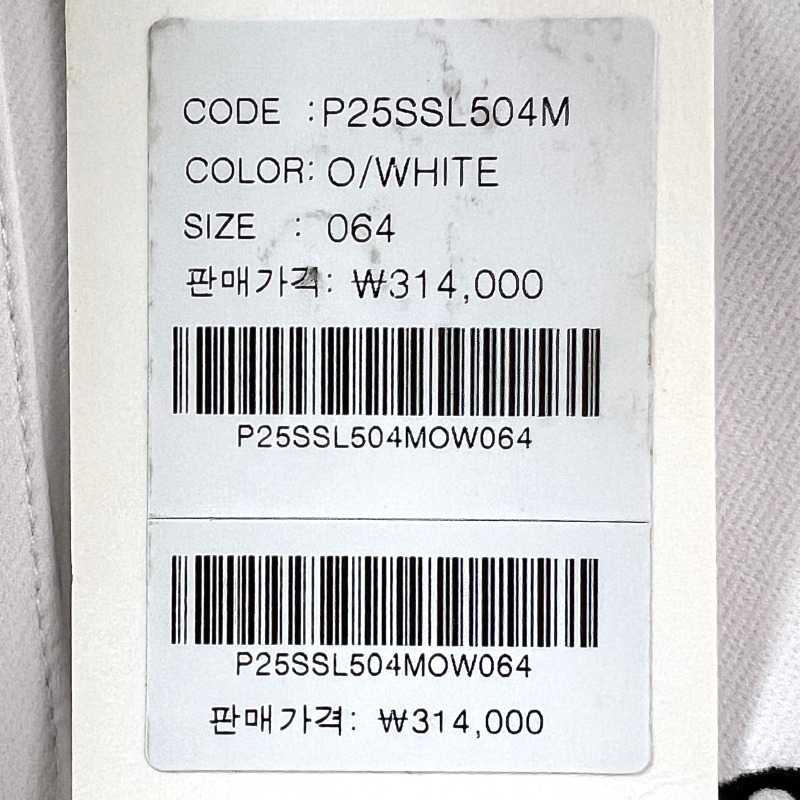 CODE : P25SSL504M
COLOR: O/WHITE
SIZE : 064
판매가격: ₩314,000
P25SSL504MOW064
P25SSL504MOW064
판매가격: ₩314,000